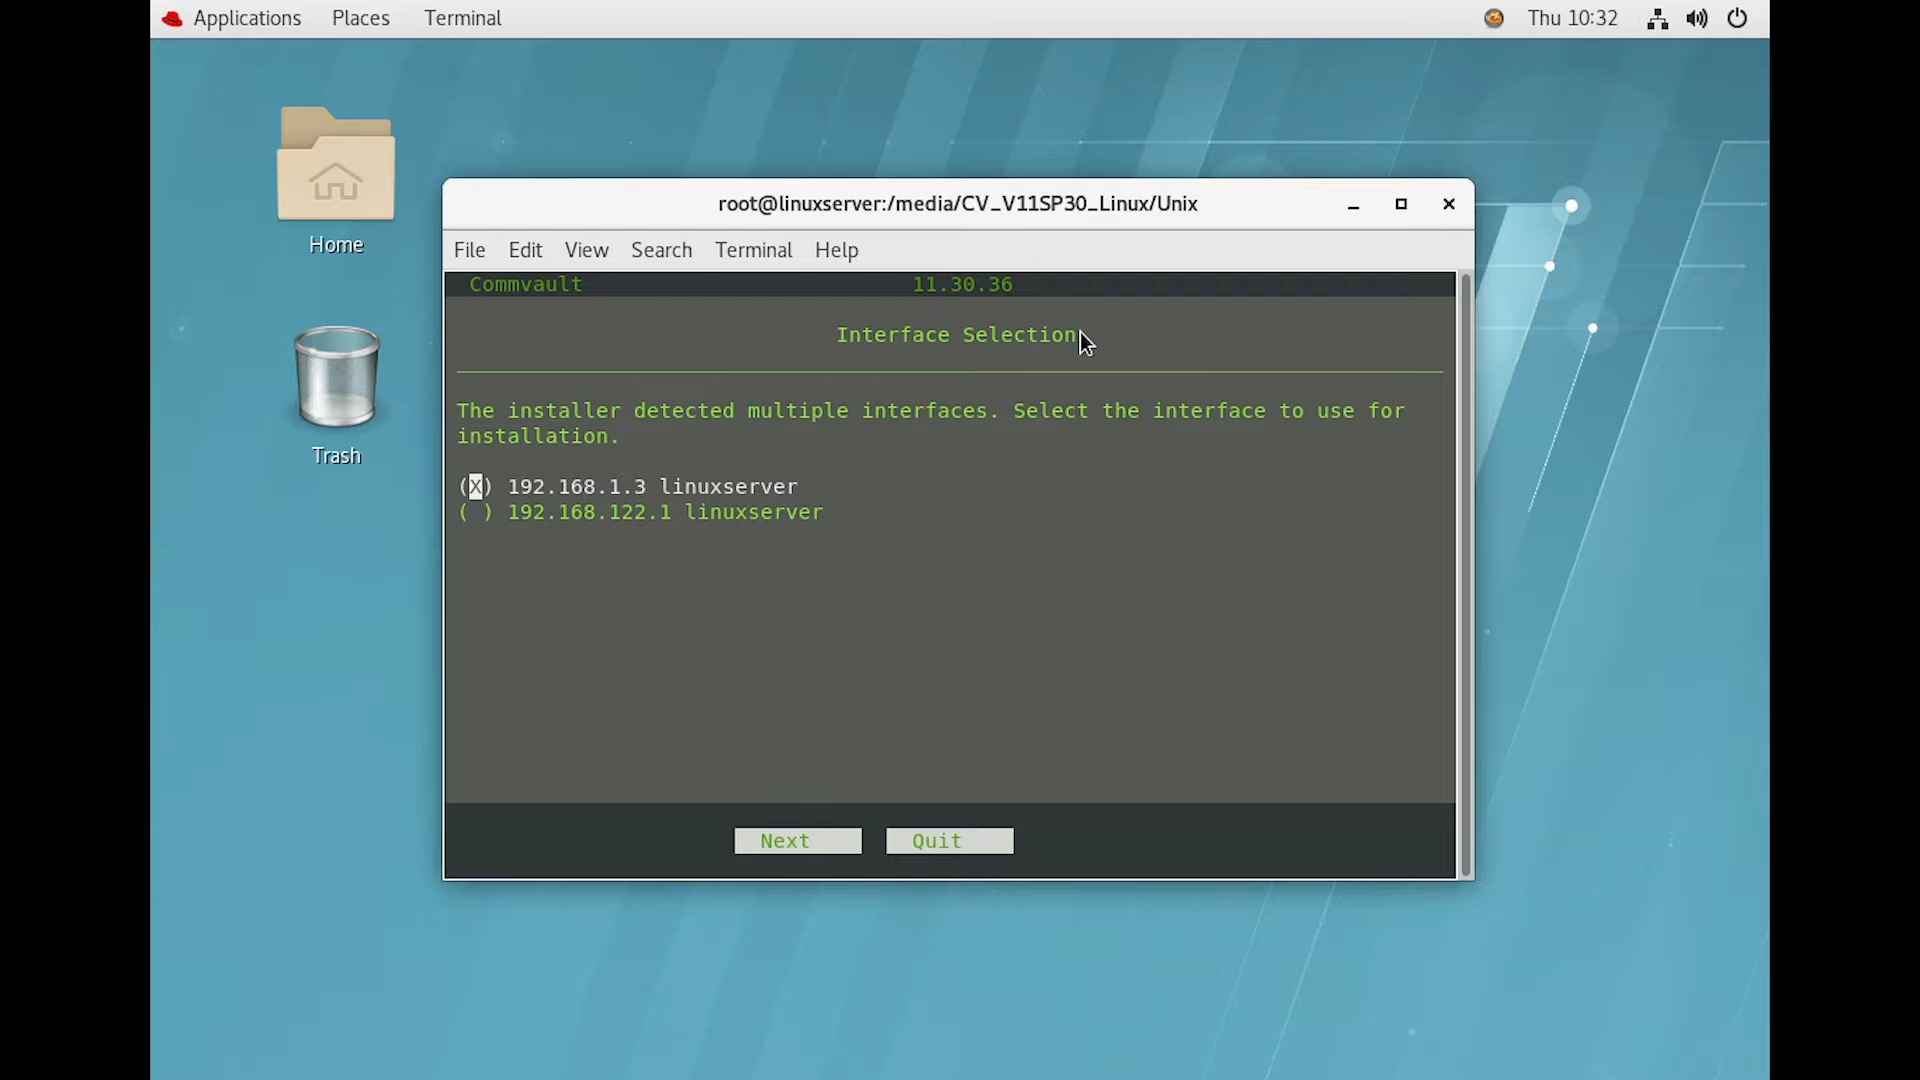 Applications Places Terminal Thu 10:32
Home
Trash
root@linuxserver:/media/CV_V11SP30_Linux/Unix
File Edit View Search Terminal Help
Commvault 11.30.36
Interface Selection
The installer detected multiple interfaces. Select the interface to use for
installation.
(X) 192.168.1.3 linuxserver
( ) 192.168.122.1 linuxserver
Next Quit